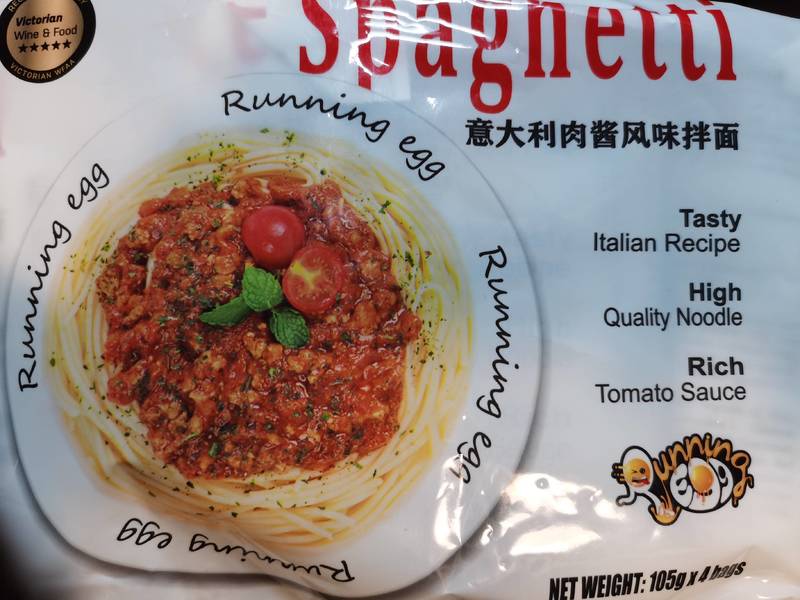 Victorian
Wine & Food
VICTORIAN WFAA
Spaghetti
意大利肉酱风味拌面
Running egg
Running egg
Running egg
Running egg
Tasty
Italian Recipe
High
Quality Noodle
Rich
Tomato Sauce
Running
egg
NET WEIGHT: 105g x 4 bags